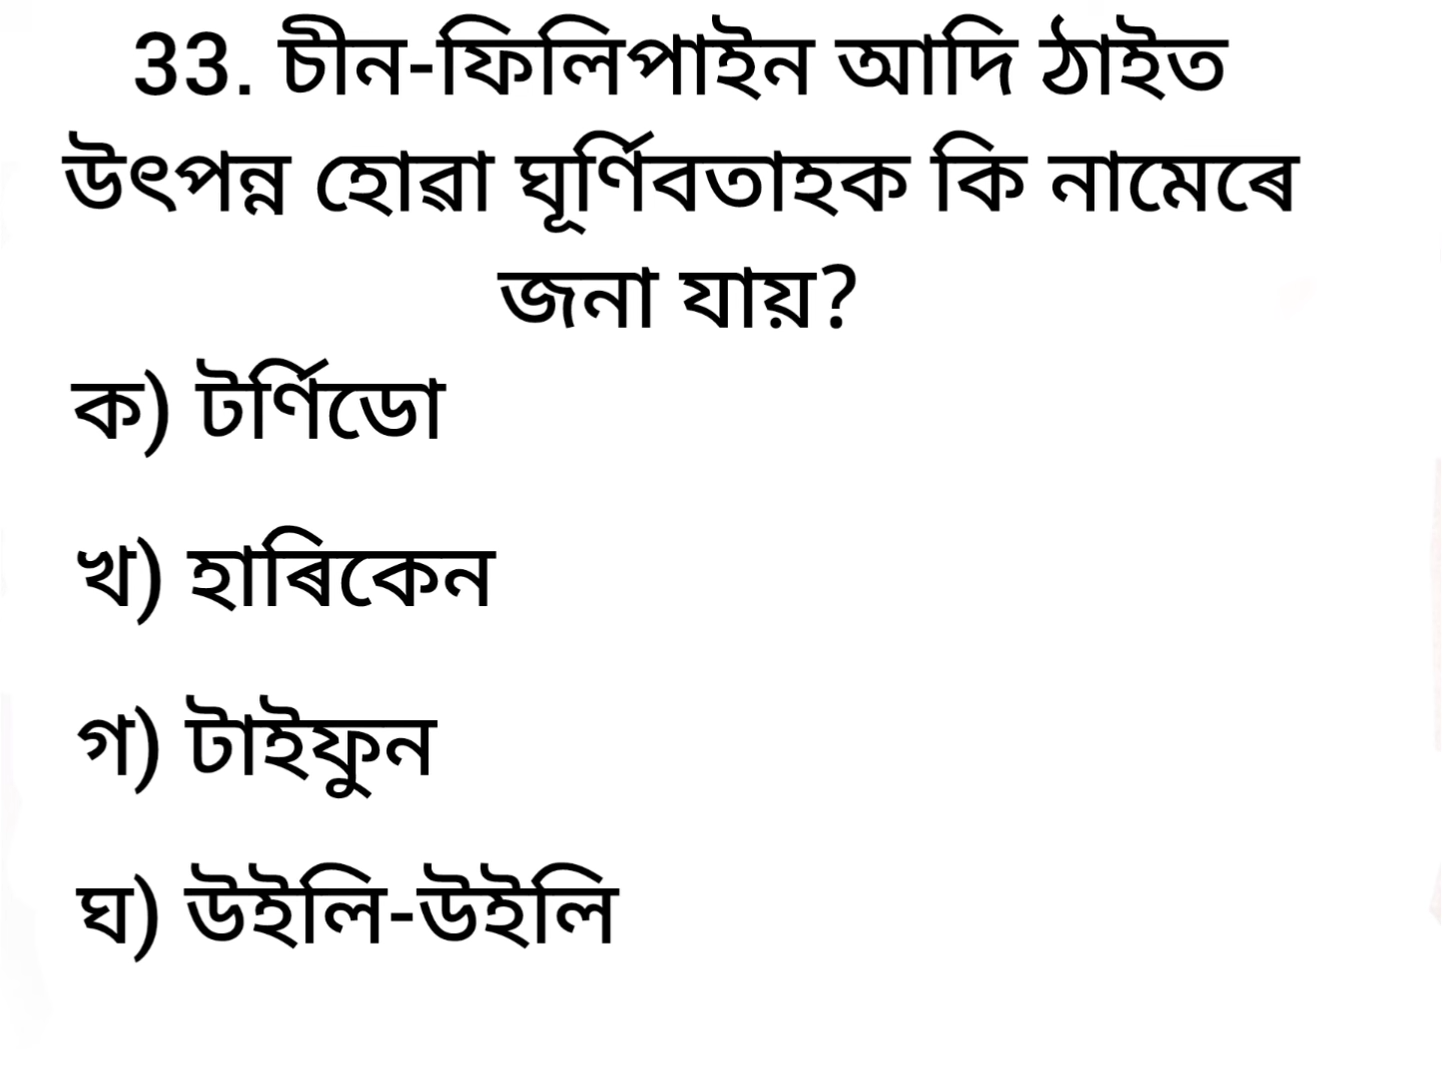 33. চীন-ফিলিপাইন আদি ঠাইত
উৎপন্ন হোৱা ঘূৰ্ণিবতাহক কি নামেৰে
জনা যায়?
ক) টৰ্ণিডো
খ) হাৰিকেন
গ) টাইফুন
ঘ) উইলি-উইলি